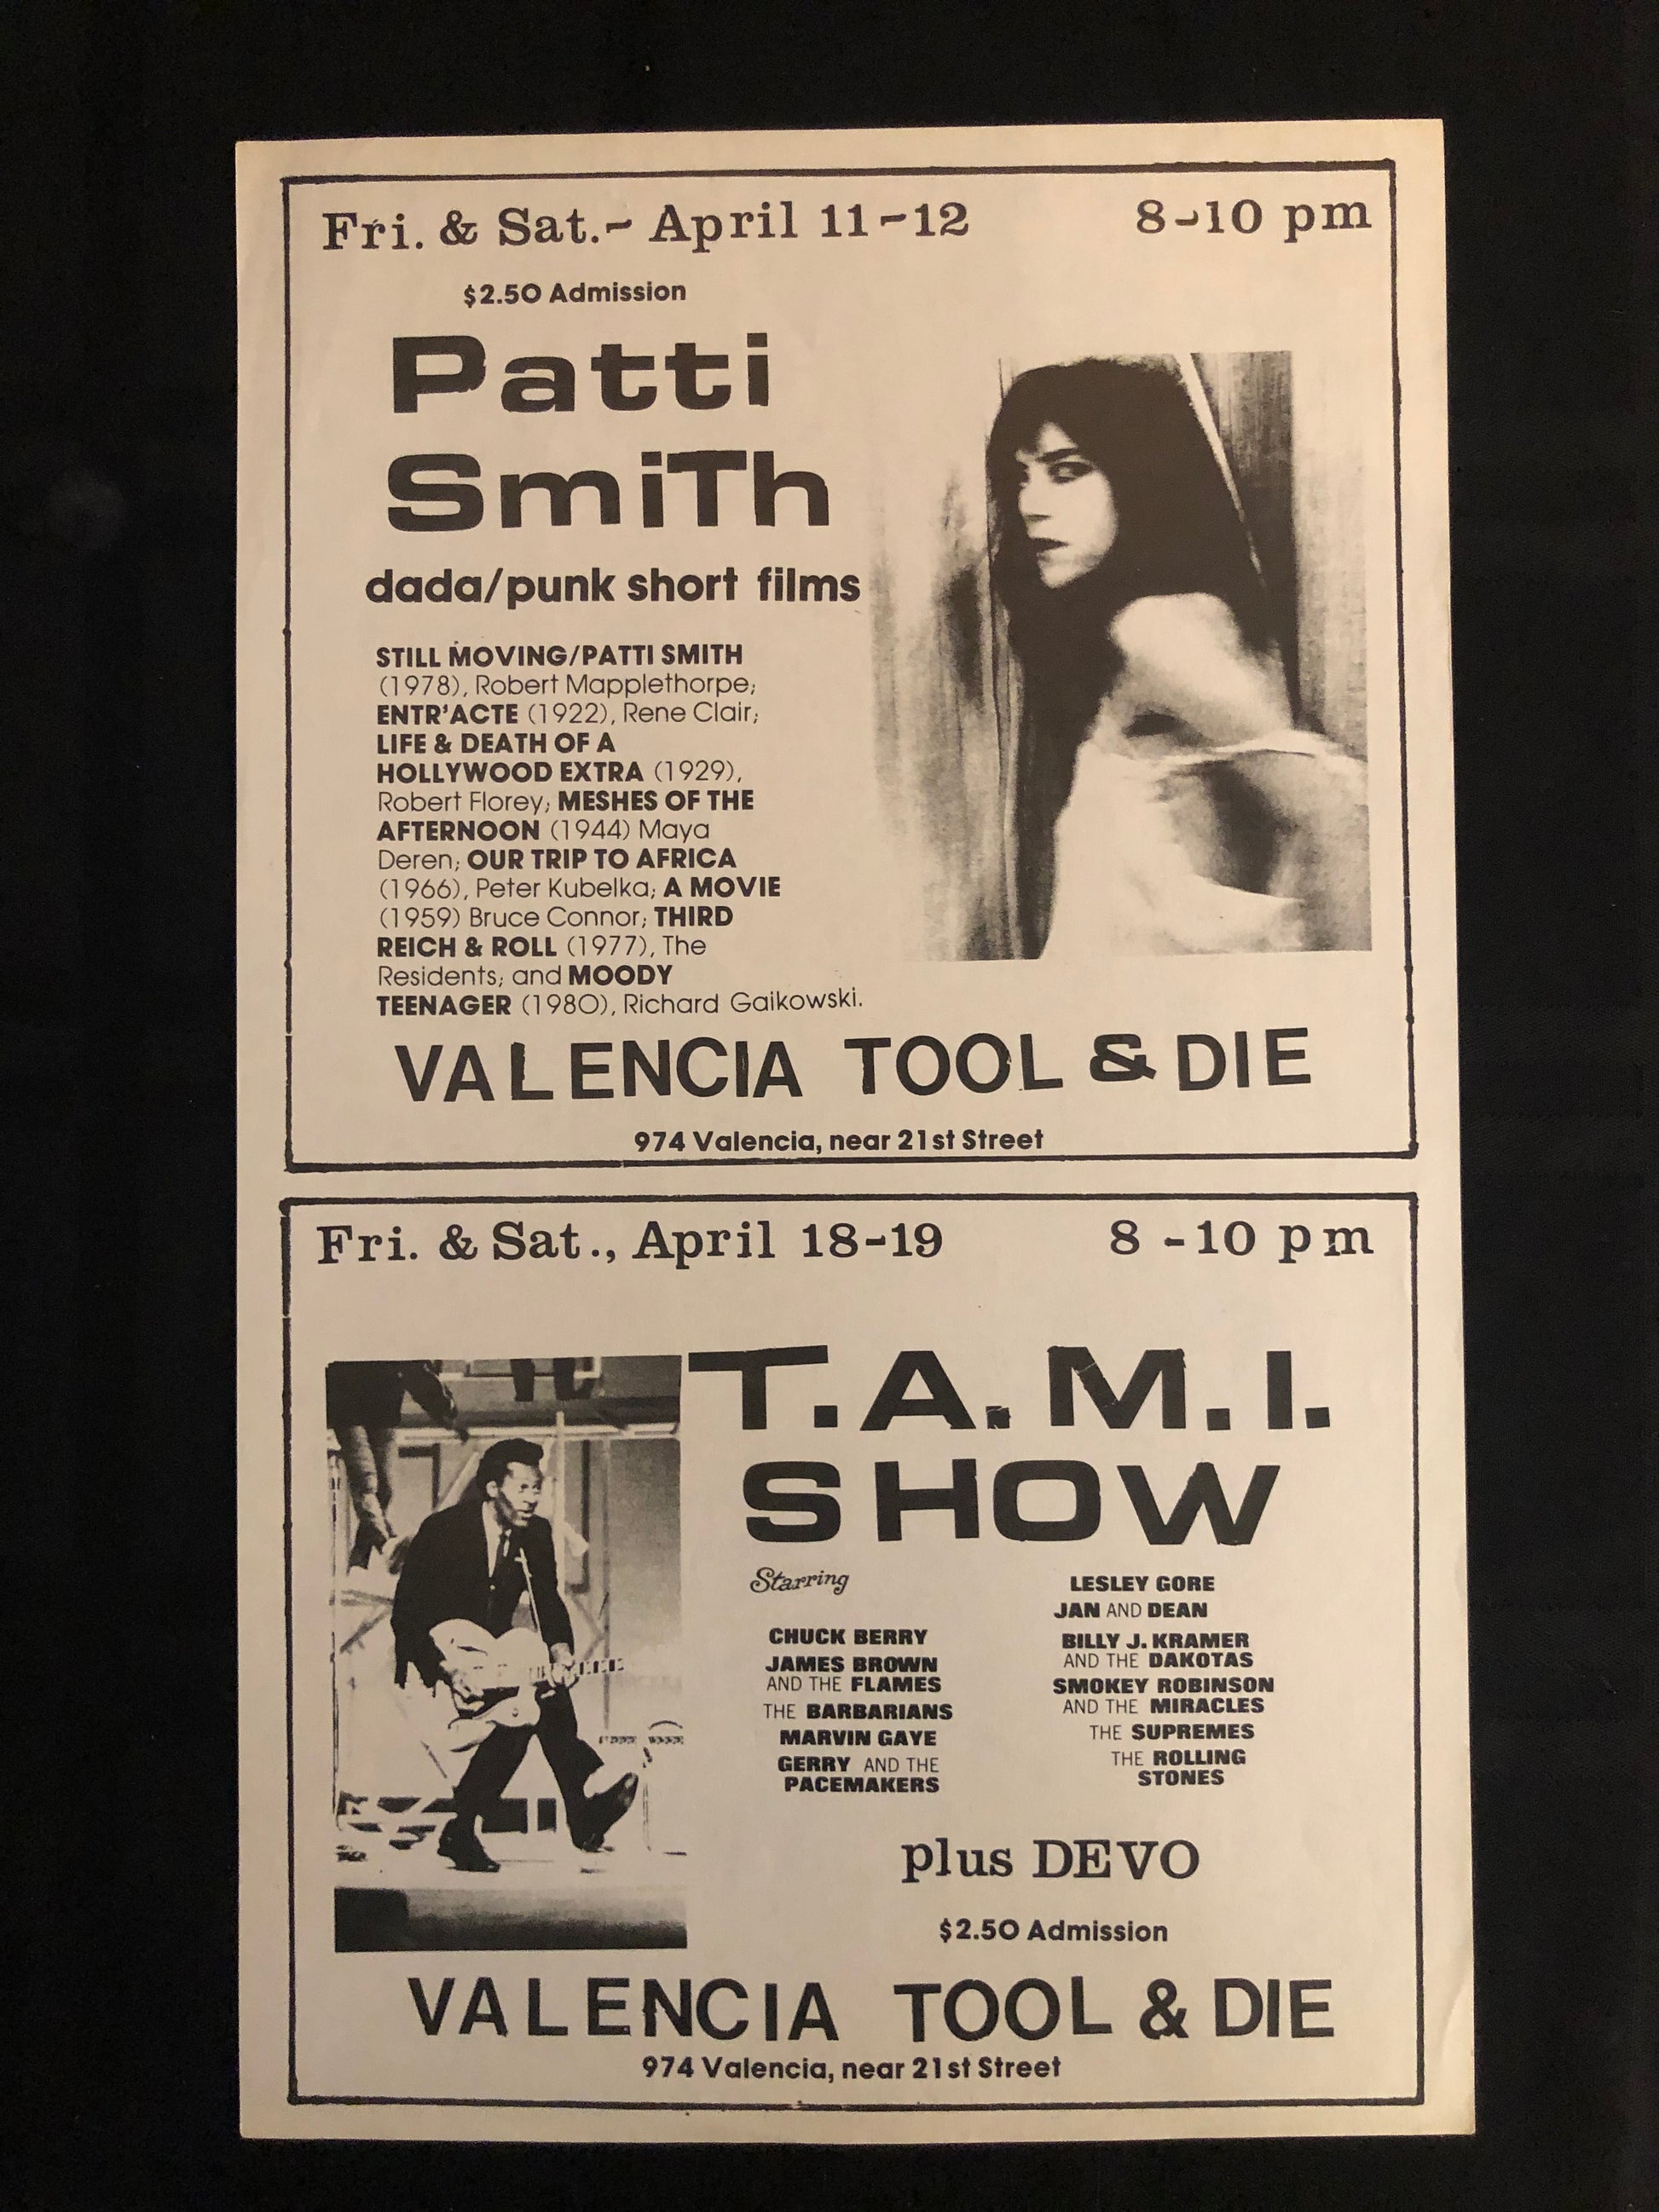 Fri. & Sat.- April 11-12 8-10 pm
$2.50 Admission
Patti
SmiTh
dada/punk short films
STILL MOVING/PATTI SMITH
(1978), Robert Mapplethorpe;
ENTR'ACTE (1922), Rene Clair;
LIFE & DEATH OF A
HOLLYWOOD EXTRA (1929),
Robert Florey; MESHES OF THE
AFTERNOON (1944) Maya
Deren; OUR TRIP TO AFRICA
(1966), Peter Kubelka; A MOVIE
(1959) Bruce Connor; THIRD
REICH & ROLL (1977), The
Residents; and MOODY
TEENAGER (1980), Richard Gaikowski.
VALENCIA TOOL & DIE
974 Valencia, near 21st Street
Fri. & Sat., April 18-19 8-10 pm
T.A.M.I.
SHOW
Starring
CHUCK BERRY
JAMES BROWN
AND THE FLAMES
THE BARBARIANS
MARVIN GAYE
GERRY AND THE
PACEMAKERS
LESLEY GORE
JAN AND DEAN
BILLY J. KRAMER
AND THE DAKOTAS
SMOKEY ROBINSON
AND THE MIRACLES
THE SUPREMES
THE ROLLING
STONES
plus DEVO
$2.50 Admission
VALENCIA TOOL & DIE
974 Valencia, near 21st Street